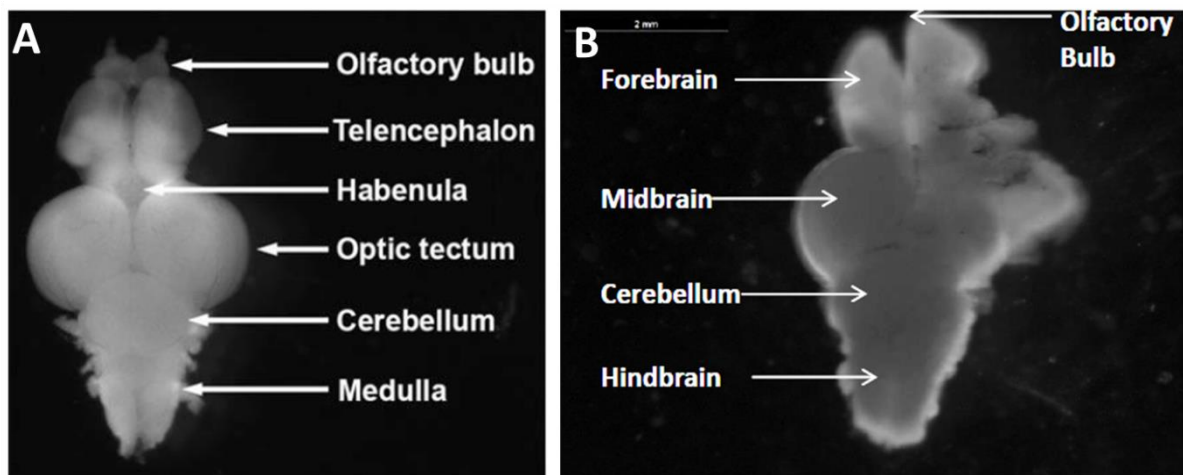 A
Olfactory bulb
Telencephalon
Habenula
Optic tectum
Cerebellum
Medulla
B
2 mm
Olfactory
Bulb
Forebrain
Midbrain
Cerebellum
Hindbrain